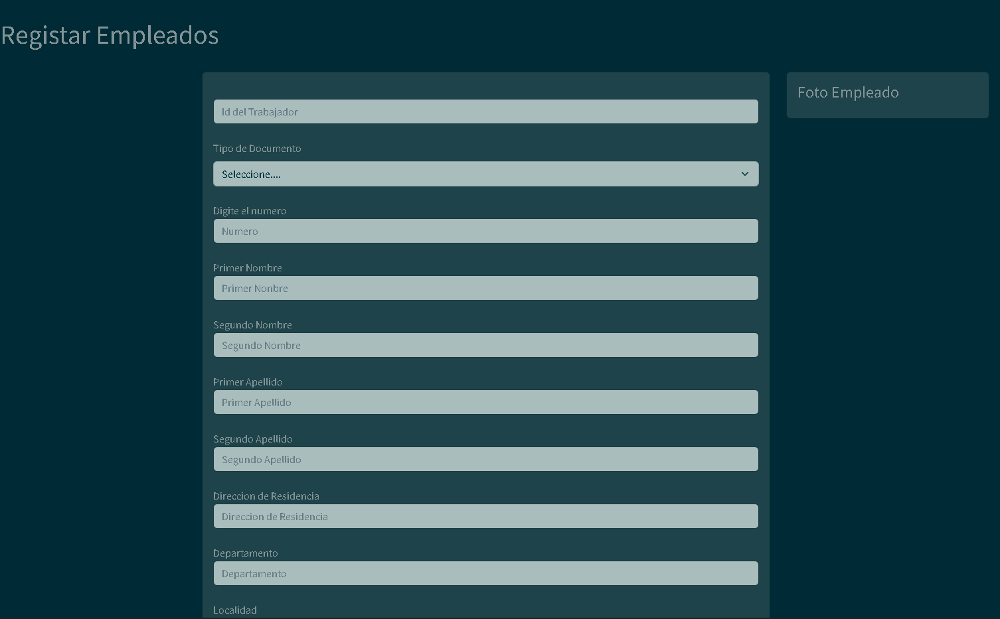 Registar Empleados
Id del Trabajador
Tipo de Documento
Seleccione....
Digite el numero
Numero
Primer Nombre
Primer Nonbre
Segundo Nombre
Segundo Nombre
Primer Apellido
Primer Apellido
Segundo Apellido
Segundo Apellido
Direccion de Residencia
Direccion de Residencia
Departamento
Departamento
Localidad
Foto Empleado